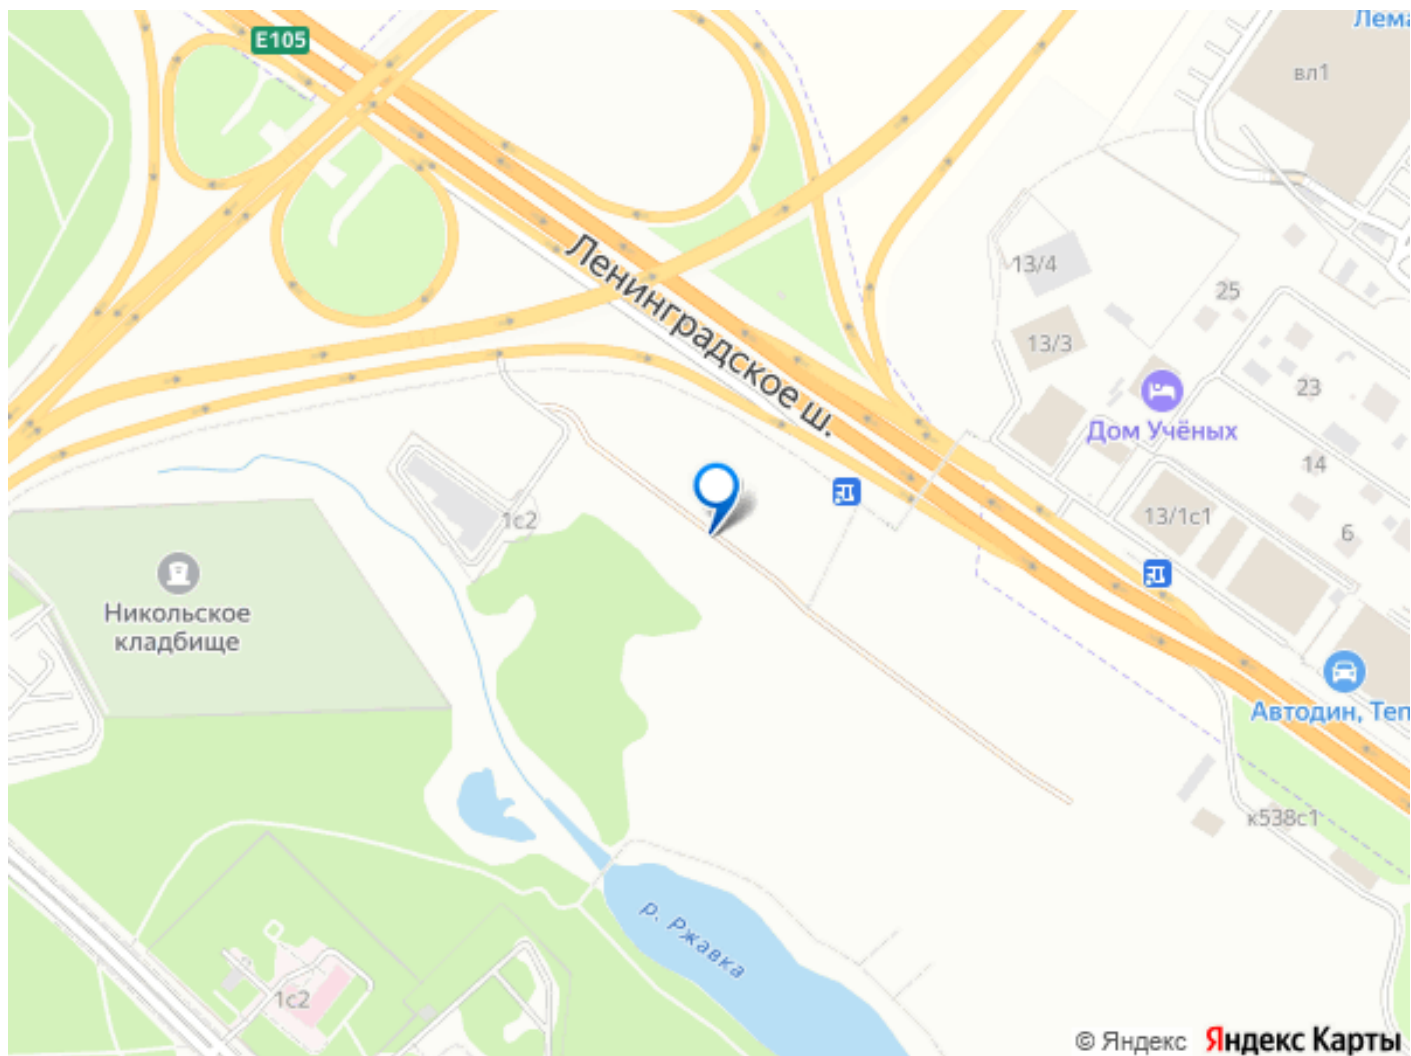 Лема
E105
вл1
13/4
25
Ленинградское ш.
13/3
23
Дом Учёных
14
1с2
13/1с1
6
Никольское
кладбище
Автодин, Теп
к538с1
р. Ржавка
1с2
© Яндекс Яндекс Карты